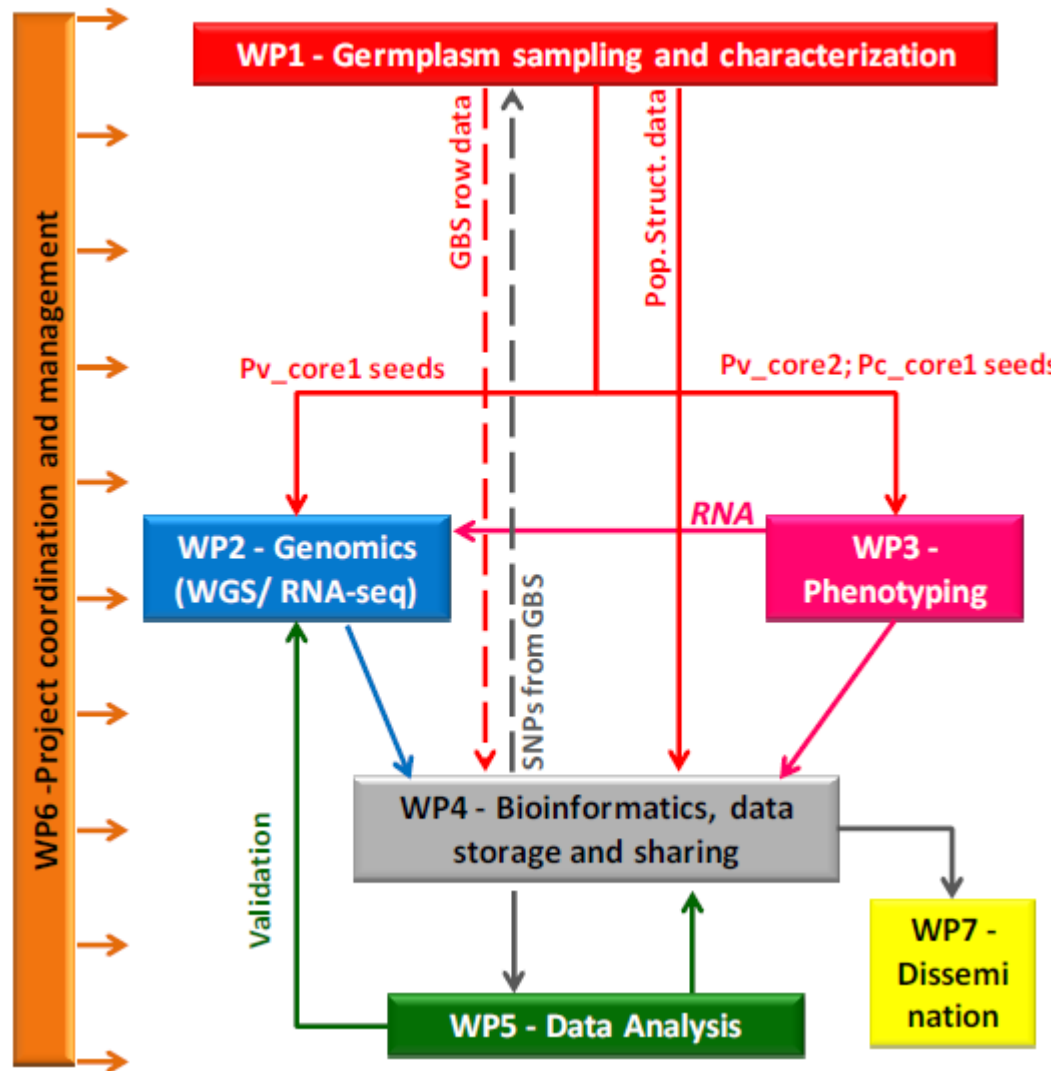 WP1 - Germplasm sampling and characterization
GBS row data
Pop. Struct. data
WP6 -Project coordination and management
Pv_core1 seeds
Pv_core2; Pc_core1 seeds
RNA
WP2 - Genomics
(WGS/ RNA-seq)
WP3 -
Phenotyping
SNPs from GBS
WP4 - Bioinformatics, data
storage and sharing
Validation
WP7 -
Dissemi
nation
WP5 - Data Analysis